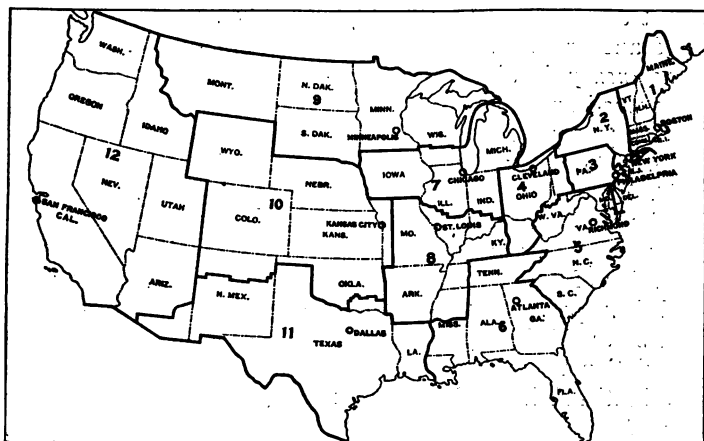 WASH.
MONT.
N. DAK.
9
MINN.
MAINE
1
VT
N.H.
2
N.Y.
MASS.
BOSTON
R.I.
OREGON
IDAHO
S. DAK.
MINNEAPOLIS
WIS.
MICH.
WYO.
12
NEV.
UTAH
10
COLO.
NEBR.
IOWA
7
CHICAGO
ILL.
IND.
CLEVELAND
4
OHIO
PA.
3
NEW YORK
N.J.
PHILADELPHIA
DEL.
SAN FRANCISCO
CAL.
KANSAS CITY
KANS.
MO.
ST. LOUIS
8
KY.
W. VA.
VA.
RICHMOND
5
N. C.
TENN.
ARIZ.
N. MEX.
OKLA.
ARK.
S. C.
11
TEXAS
DALLAS
LA.
MISS.
ALA.
6
ATLANTA
GA.
FLA.